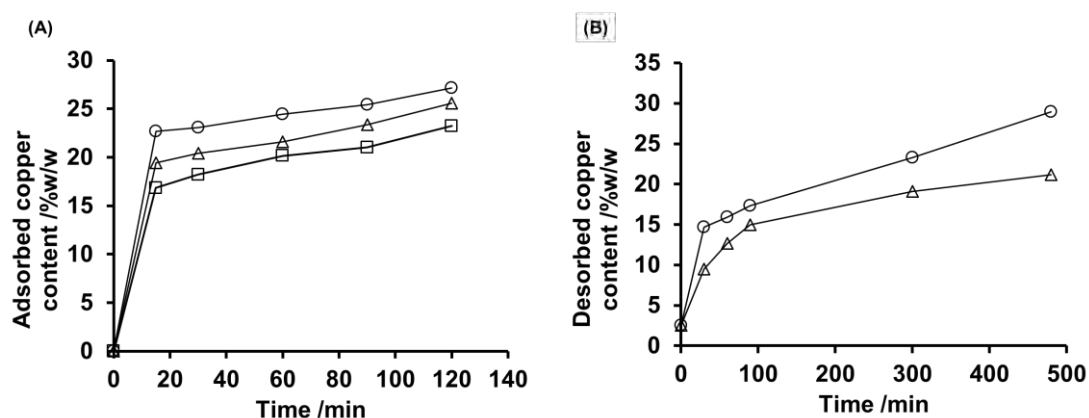 (A)
30
25
20
15
10
5
0
0 20 40 60 80 100 120 140
Adsorbed copper
content /%w/w
Time /min
(B)
35
30
25
20
15
10
5
0
0 100 200 300 400 500
Desorbed copper
content /%w/w
Time /min